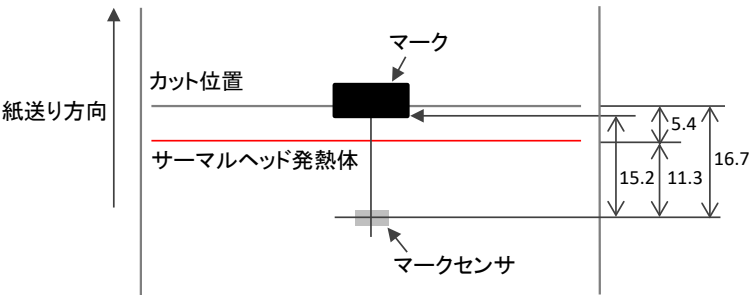 マーク
カット位置
紙送り方向
5.4
サーマルヘッド発熱体
16.7
15.2
11.3
マークセンサ